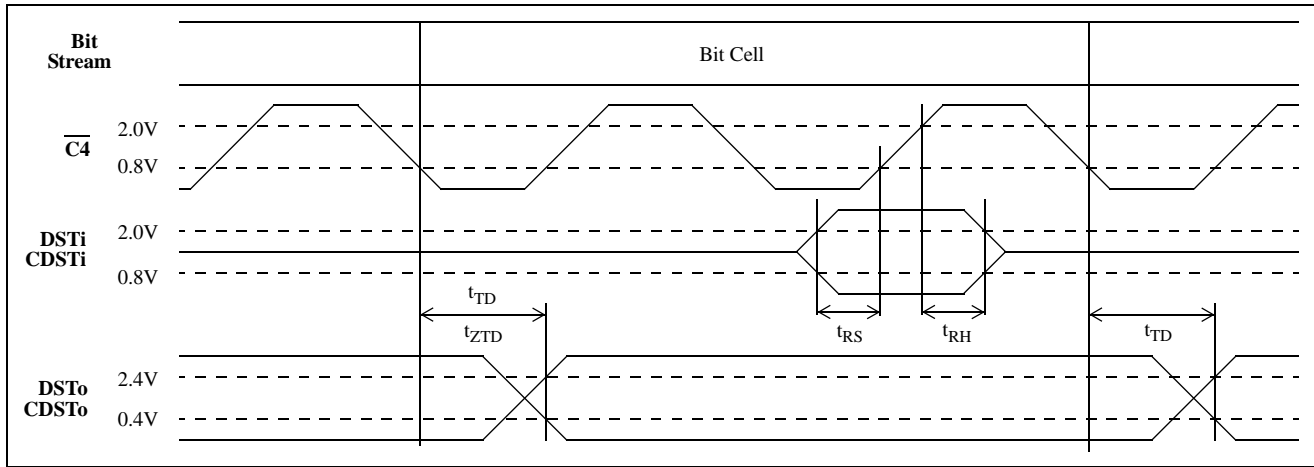 Bit
Stream
Bit Cell
C4
2.0V
0.8V
DSTi
CDSTi
2.0V
0.8V
tTD
tZTD
tRS
tRH
tTD
DSTo
CDSTo
2.4V
0.4V